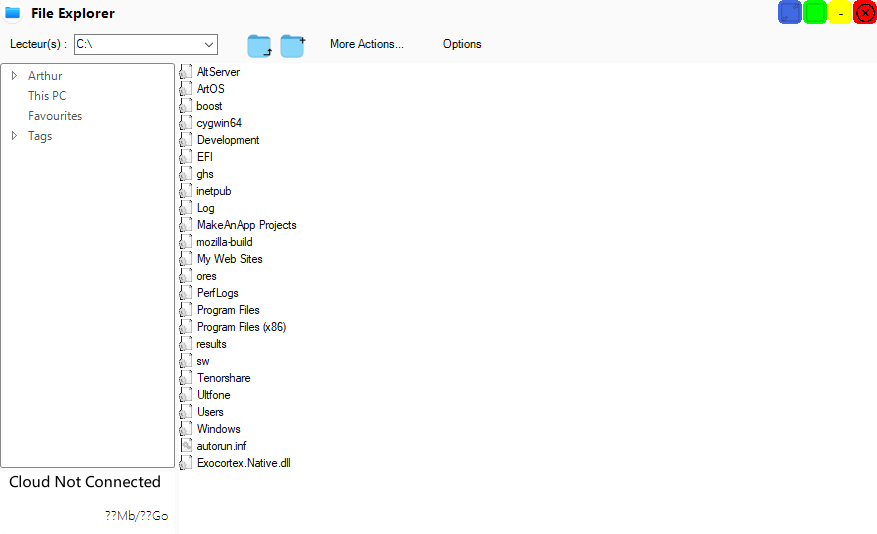 File Explorer
Lecteur(s) : C:\ More Actions... Options
Arthur
This PC
Favourites
Tags
AltServer
ArtOS
boost
cygwin64
Development
EFI
ghs
inetpub
Log
MakeAnApp Projects
mozilla-build
My Web Sites
ores
PerfLogs
Program Files
Program Files (x86)
results
sw
Tenorshare
Ultfone
Users
Windows
autorun.inf
Exocortex.Native.dll
Cloud Not Connected
??Mb/??Go